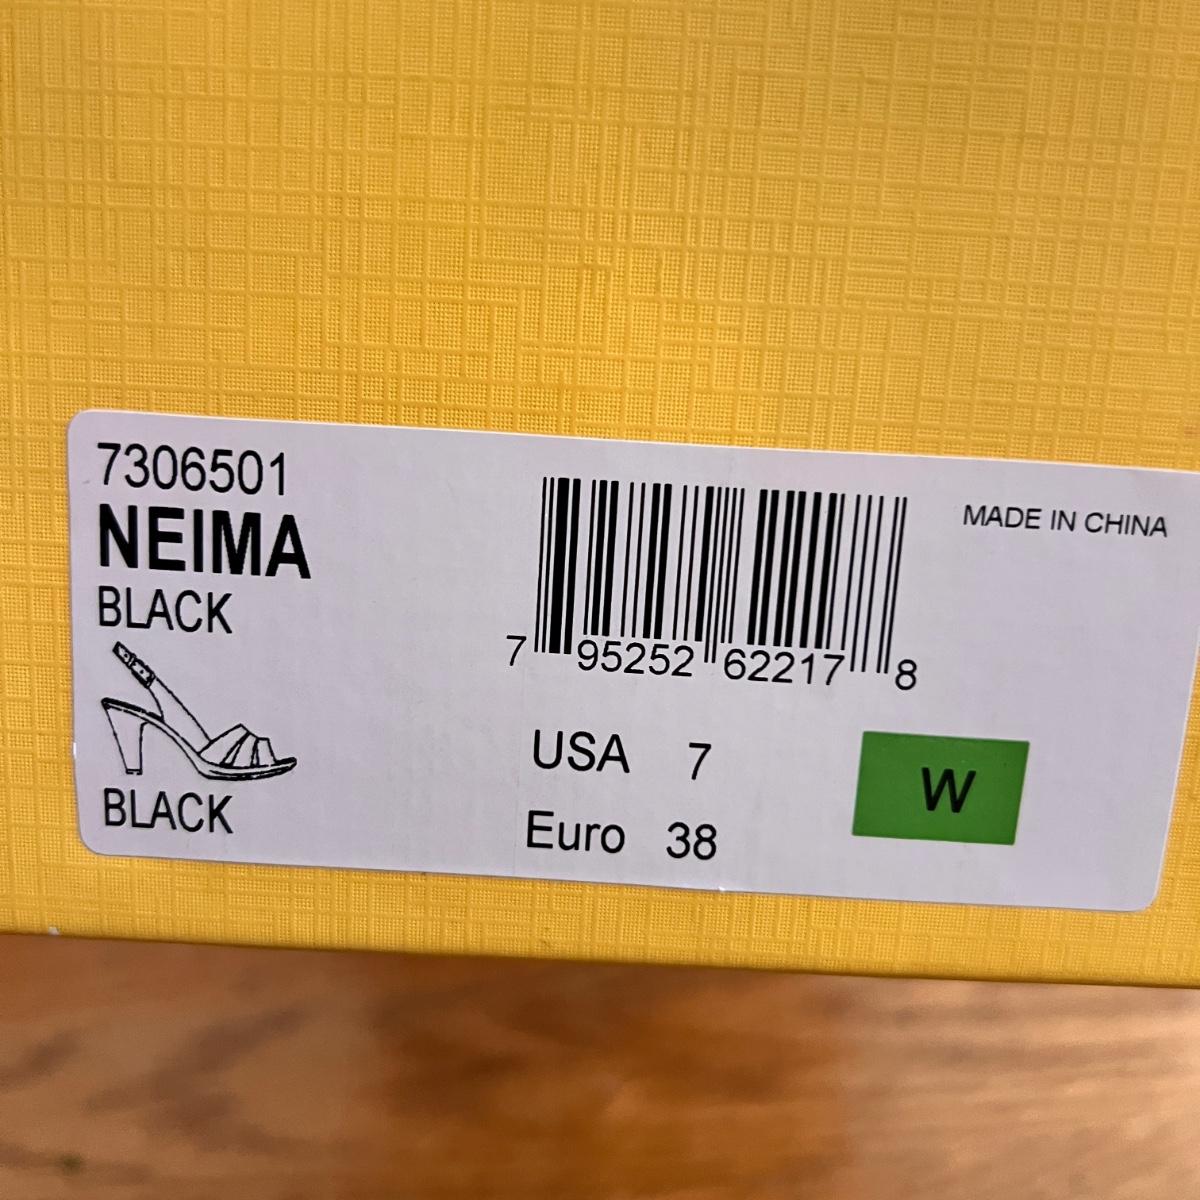 7306501
NEIMA
BLACK
BLACK
7 95252 62217 8
MADE IN CHINA
USA 7
Euro 38
W